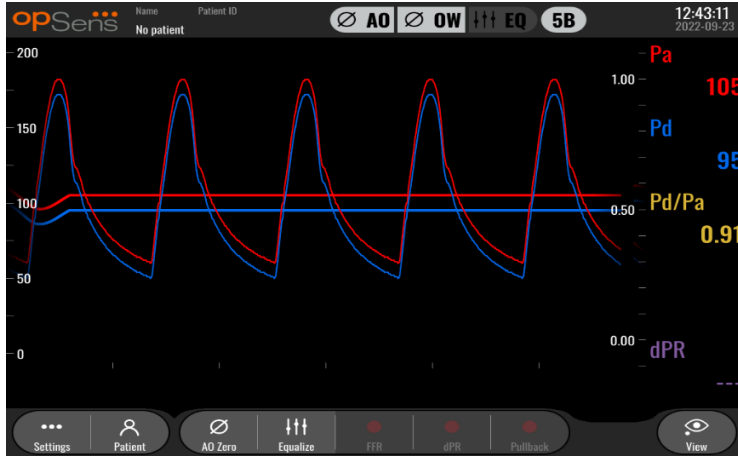 opSens
Name
Patient ID
No patient
Ø AO
Ø OW
EQ
5B
12:43:11
2022-09-23
200
150
100
50
0
1.00
0.50
0.00
Pa
105
Pd
95
Pd/Pa
0.91
dPR
---
Settings
Patient
AO Zero
Equalize
FFR
dPR
Pullback
View